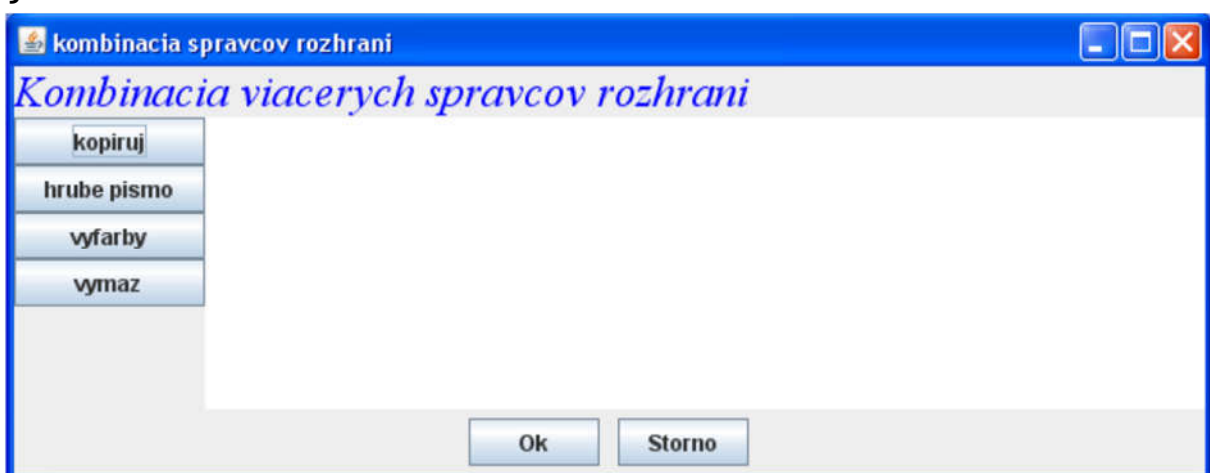 kombinacia spravcov rozhrani
Kombinacia viacerych spravcov rozhrani
kopiruj
hrube pismo
vyfarby
vymaz
Ok Storno